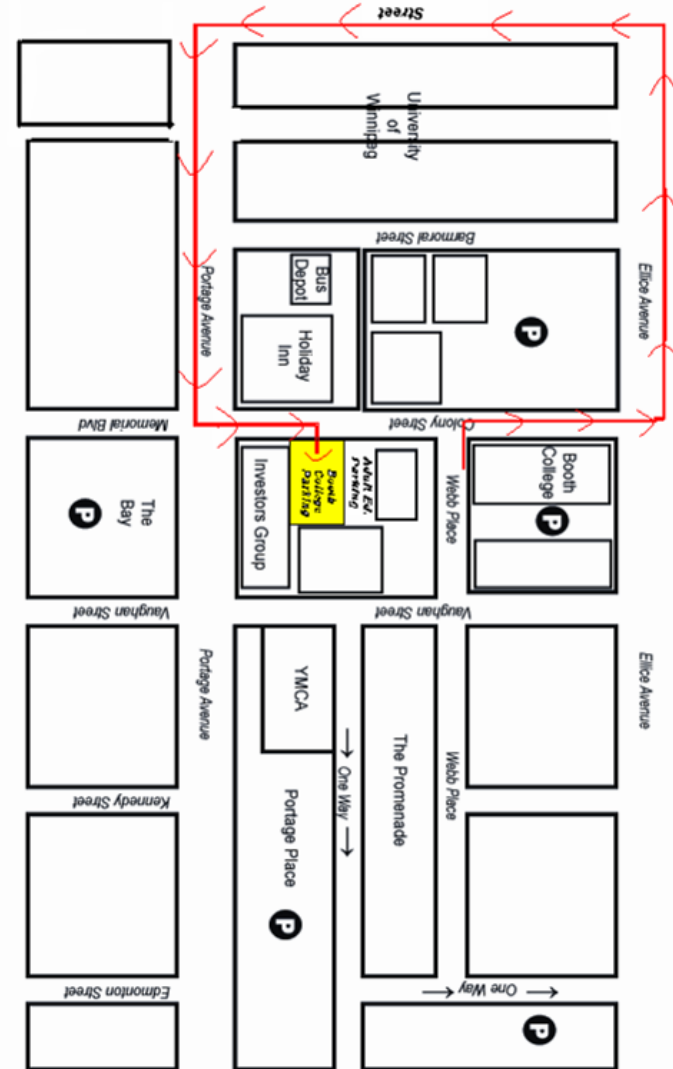 Street
University
of
Winnipeg
Barmoral Street
Portage Avenue
Bus
Depot
Holiday
Inn
P
Ellice Avenue
Memorial Blvd
Colony Street
The
Bay
P
Investors Group
Booth
College
Parking
Adult Ed.
Parking
Webb Place
Booth
College
P
Vaughan Street
Vaughan Street
Portage Avenue
YMCA
One Way
The Promenade
Webb Place
Ellice Avenue
Kennedy Street
Portage Place
P
Edmonton Street
One Way
P